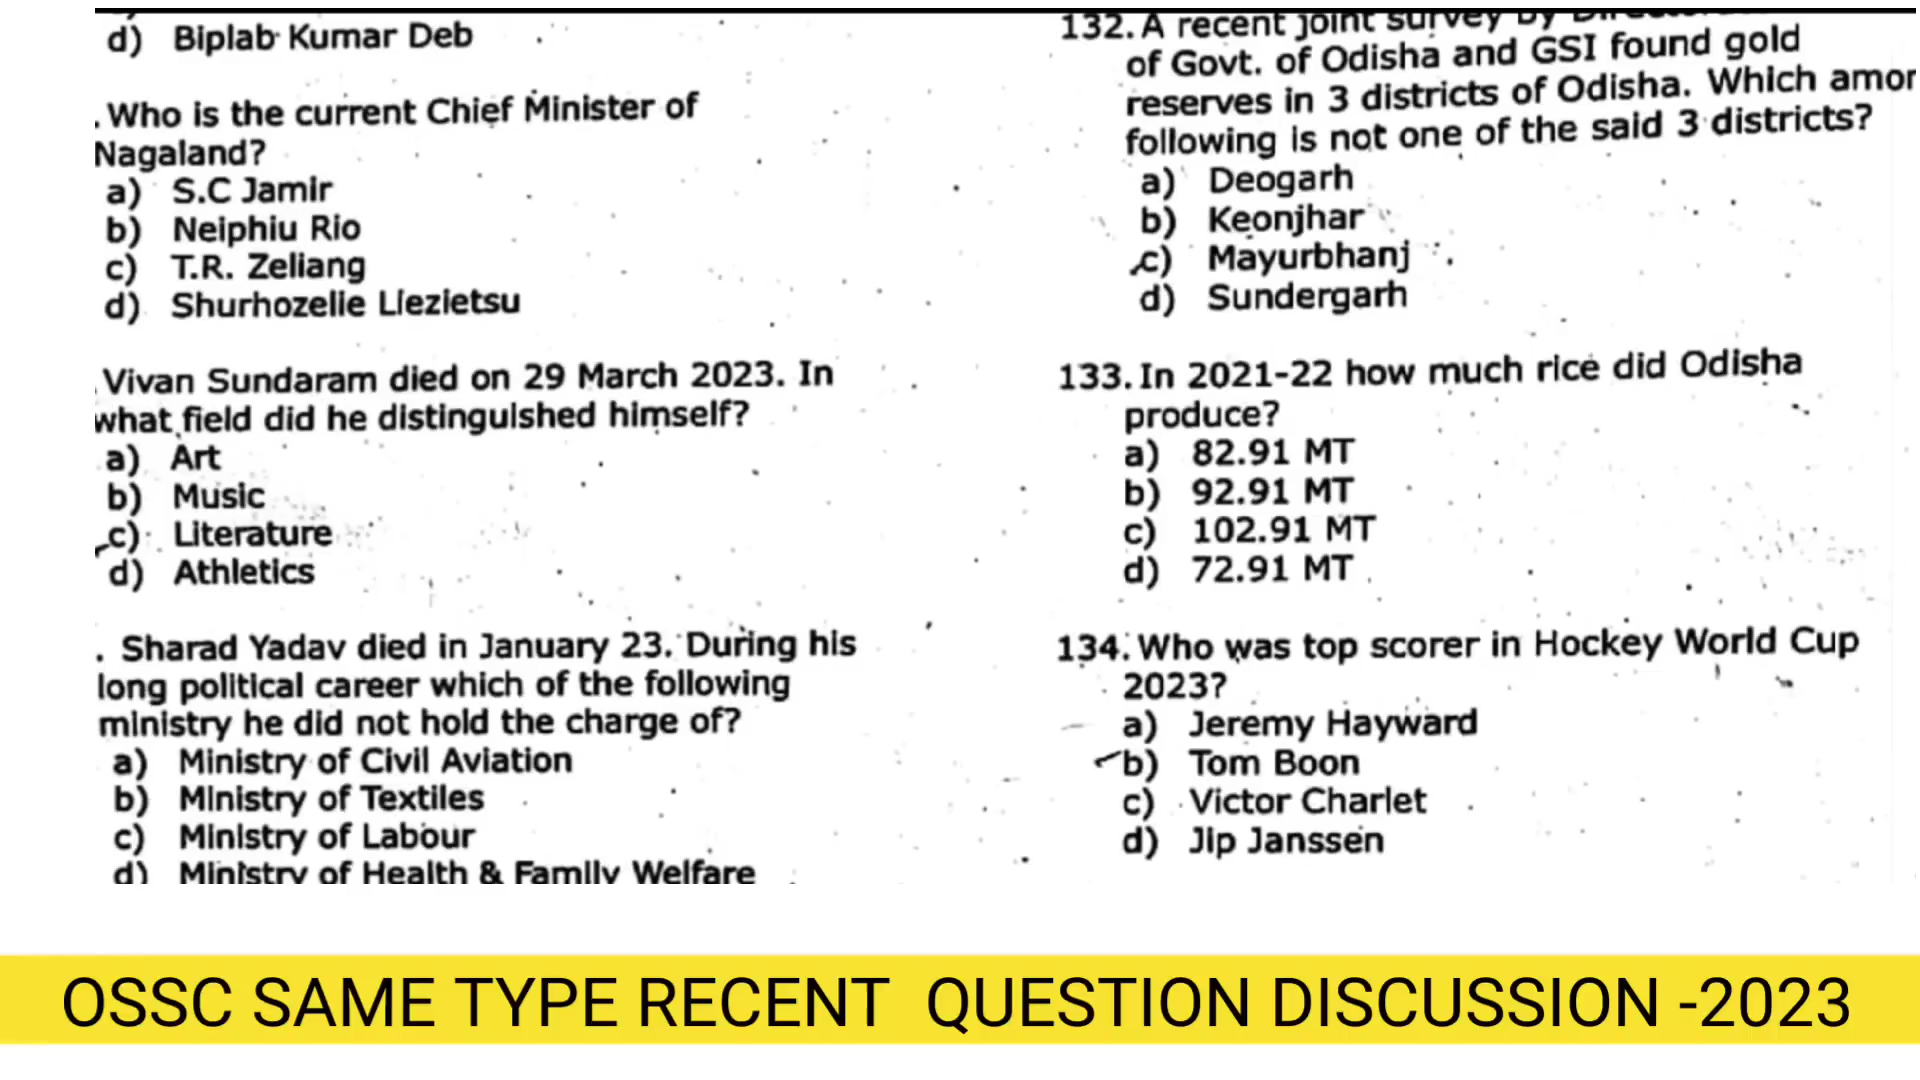 d) Biplab Kumar Deb
. Who is the current Chief Minister of
Nagaland?
a) S.C Jamir
b) Neiphiu Rio
c) T.R. Zeliang
d) Shurhozelie Liezietsu
. Vivan Sundaram died on 29 March 2023. In
what field did he distinguished himself?
a) Art
b) Music
c) Literature
d) Athletics
. Sharad Yadav died in January 23. During his
long political career which of the following
ministry he did not hold the charge of?
a) Ministry of Civil Aviation
b) Ministry of Textiles
c) Ministry of Labour
d) Ministry of Health & Family Welfare
132. A recent joint survey by
of Govt. of Odisha and GSI found gold
reserves in 3 districts of Odisha. Which amor
following is not one of the said 3 districts?
a) Deogarh
b) Keonjhar
c) Mayurbhanj
d) Sundergarh
133. In 2021-22 how much rice did Odisha
produce?
a) 82.91 MT
b) 92.91 MT
c) 102.91 MT
d) 72.91 MT
134. Who was top scorer in Hockey World Cup
2023?
a) Jeremy Hayward
b) Tom Boon
c) Victor Charlet
d) Jip Janssen
OSSC SAME TYPE RECENT QUESTION DISCUSSION -2023